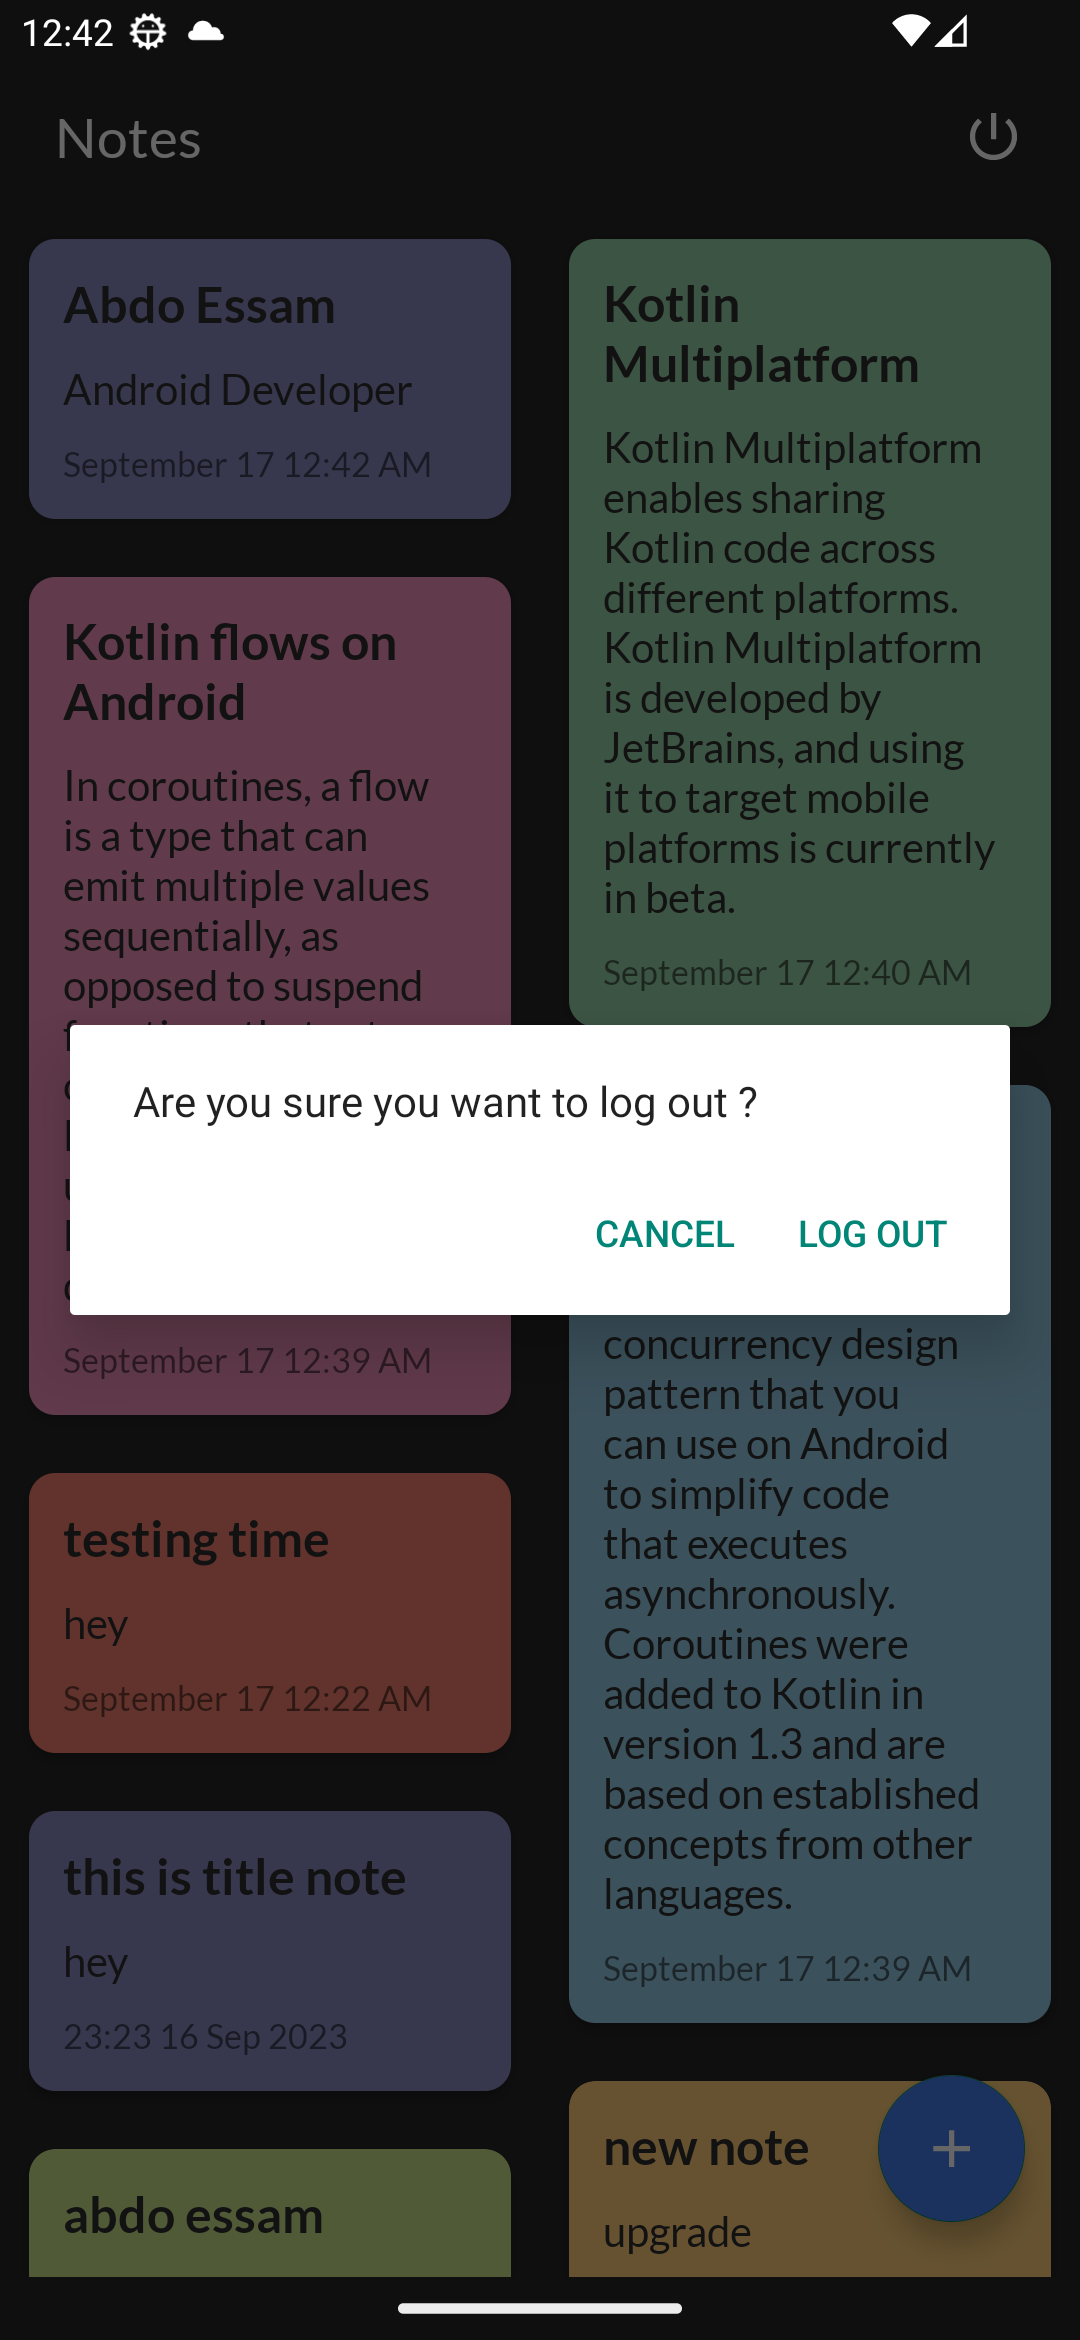 12:42
Notes
Abdo Essam
Android Developer
September 17 12:42 AM
Kotlin flows on
Android
In coroutines, a flow
is a type that can
emit multiple values
sequentially, as
opposed to suspend
September 17 12:39 AM
testing time
hey
September 17 12:22 AM
this is title note
hey
23:23 16 Sep 2023
abdo essam
Kotlin
Multiplatform
Kotlin Multiplatform
enables sharing
Kotlin code across
different platforms.
Kotlin Multiplatform
is developed by
JetBrains, and using
it to target mobile
platforms is currently
in beta.
September 17 12:40 AM
concurrency design
pattern that you
can use on Android
to simplify code
that executes
asynchronously.
Coroutines were
added to Kotlin in
version 1.3 and are
based on established
concepts from other
languages.
September 17 12:39 AM
new note
upgrade
Are you sure you want to log out ?
CANCEL
LOG OUT